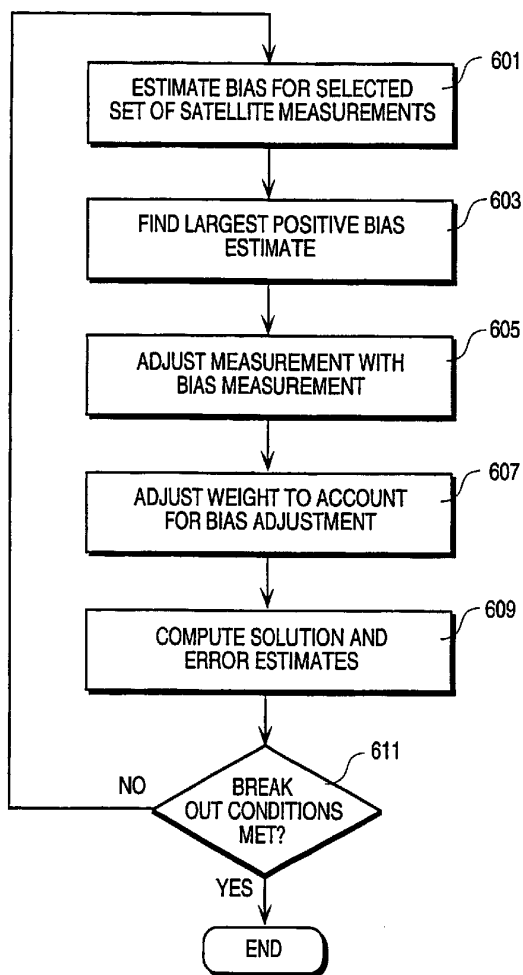 601
ESTIMATE BIAS FOR SELECTED
SET OF SATELLITE MEASUREMENTS
603
FIND LARGEST POSITIVE BIAS
ESTIMATE
605
ADJUST MEASUREMENT WITH
BIAS MEASUREMENT
607
ADJUST WEIGHT TO ACCOUNT
FOR BIAS ADJUSTMENT
609
COMPUTE SOLUTION AND
ERROR ESTIMATES
611
NO
BREAK
OUT CONDITIONS
MET?
YES
END